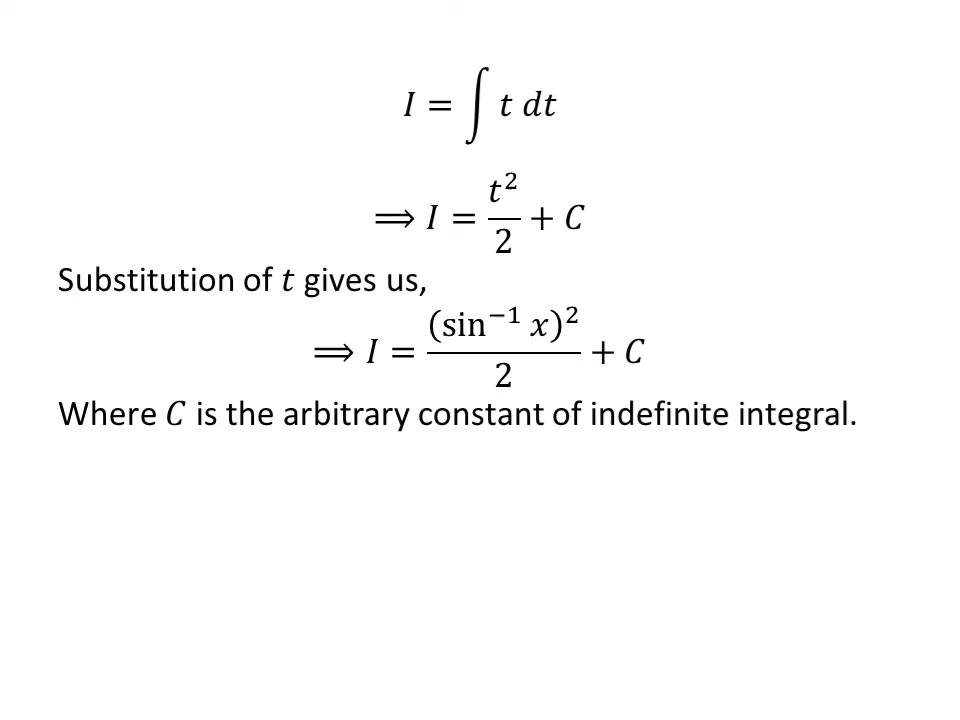 I = ∫ t dt
⟹ I = t²/2 + C
Substitution of t gives us,
⟹ I = (sin⁻¹ x)²/2 + C
Where C is the arbitrary constant of indefinite integral.